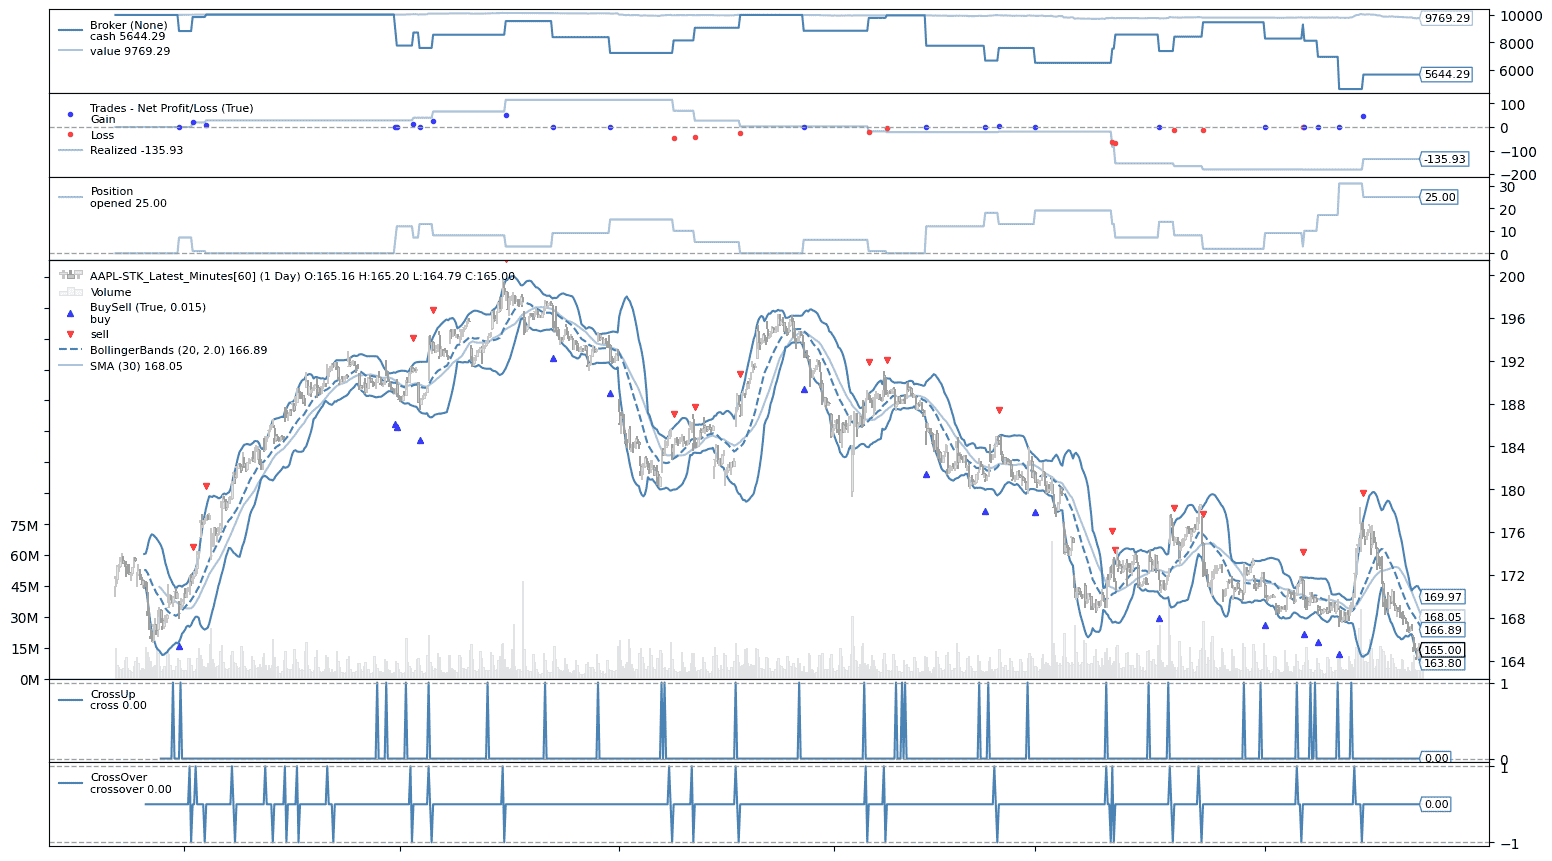 Broker (None)
cash 5644.29
value 9769.29
9769.29
5644.29
10000
8000
6000
Trades - Net Profit/Loss (True)
Gain
Loss
Realized -135.93
-135.93
100
0
−100
−200
Position
opened 25.00
25.00
30
20
10
0
AAPL-STK_Latest_Minutes[60] (1 Day) O:165.16 H:165.20 L:164.79 C:165.00
Volume
BuySell (True, 0.015)
buy
sell
BollingerBands (20, 2.0) 166.89
SMA (30) 168.05
200
196
192
188
184
180
176
172
168
164
75M
60M
45M
30M
15M
0M
169.97
168.05
166.89
165.00
163.80
CrossUp
cross 0.00
0.00
1
0
CrossOver
crossover 0.00
0.00
1
−1